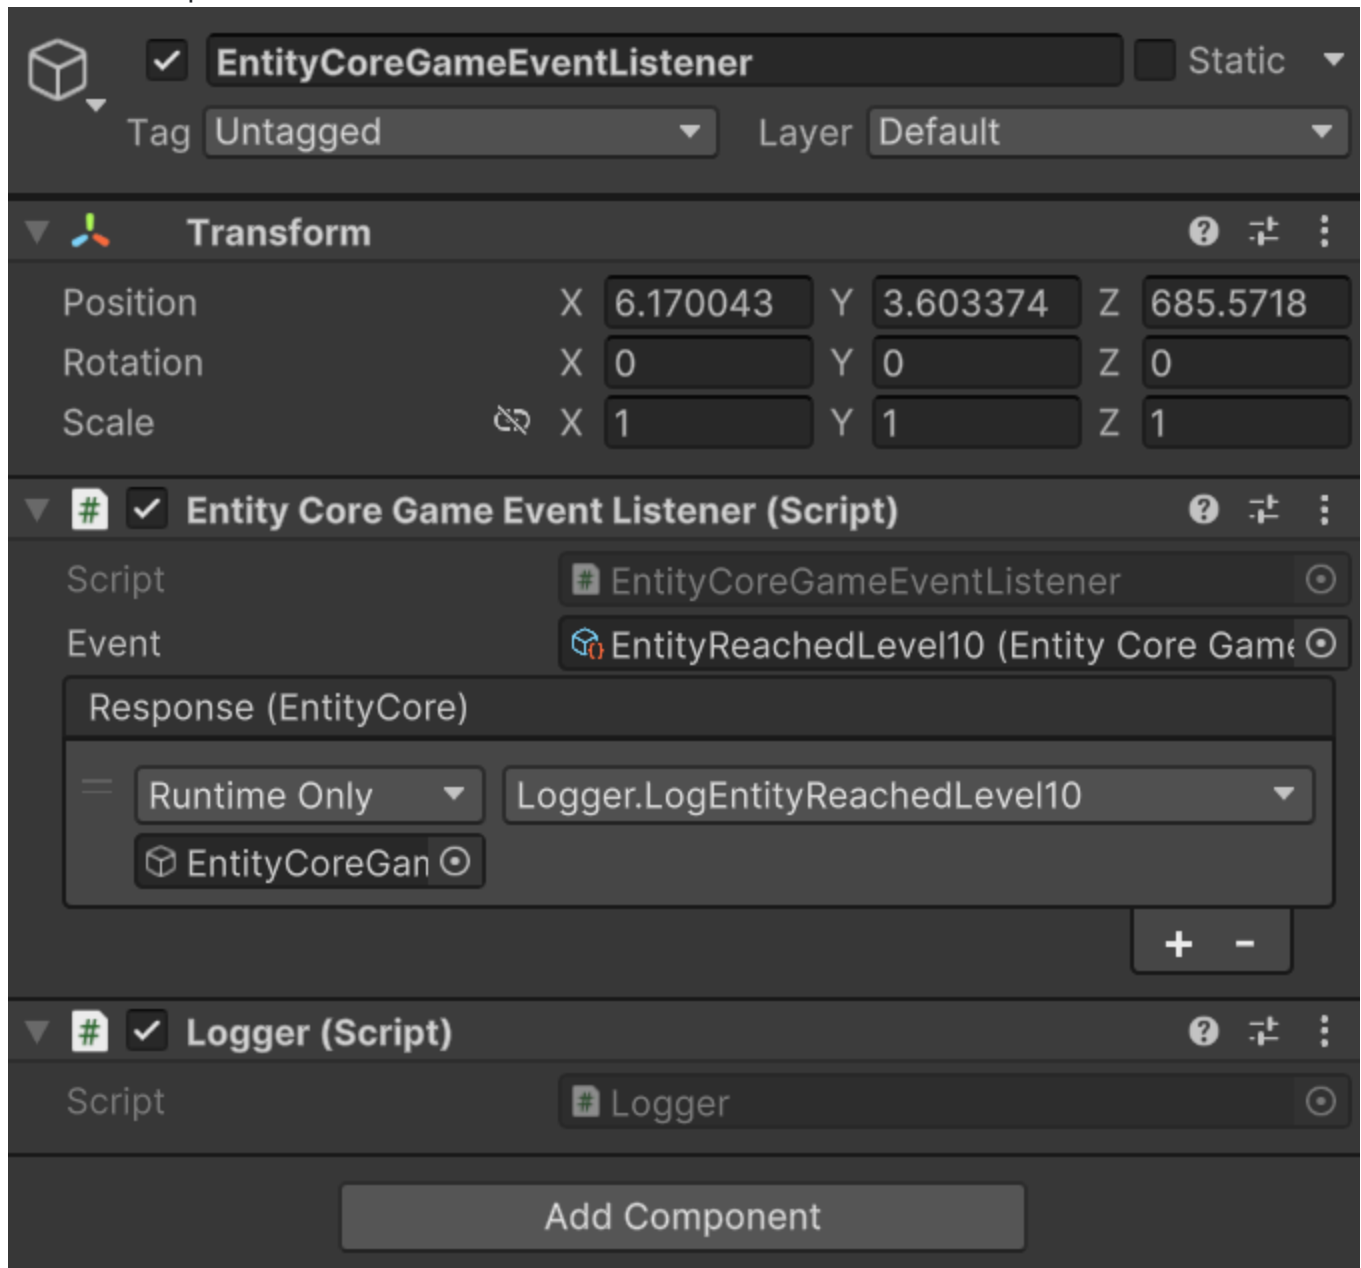 EntityCoreGameEventListener Static
Tag Untagged Layer Default
Transform
Position X 6.170043 Y 3.603374 Z 685.5718
Rotation X 0 Y 0 Z 0
Scale X 1 Y 1 Z 1
# Entity Core Game Event Listener (Script)
Script # EntityCoreGameEventListener
Event EntityReachedLevel10 (Entity Core Game
Response (EntityCore)
Runtime Only Logger.LogEntityReachedLevel10
EntityCoreGam
+ -
# Logger (Script)
Script # Logger
Add Component